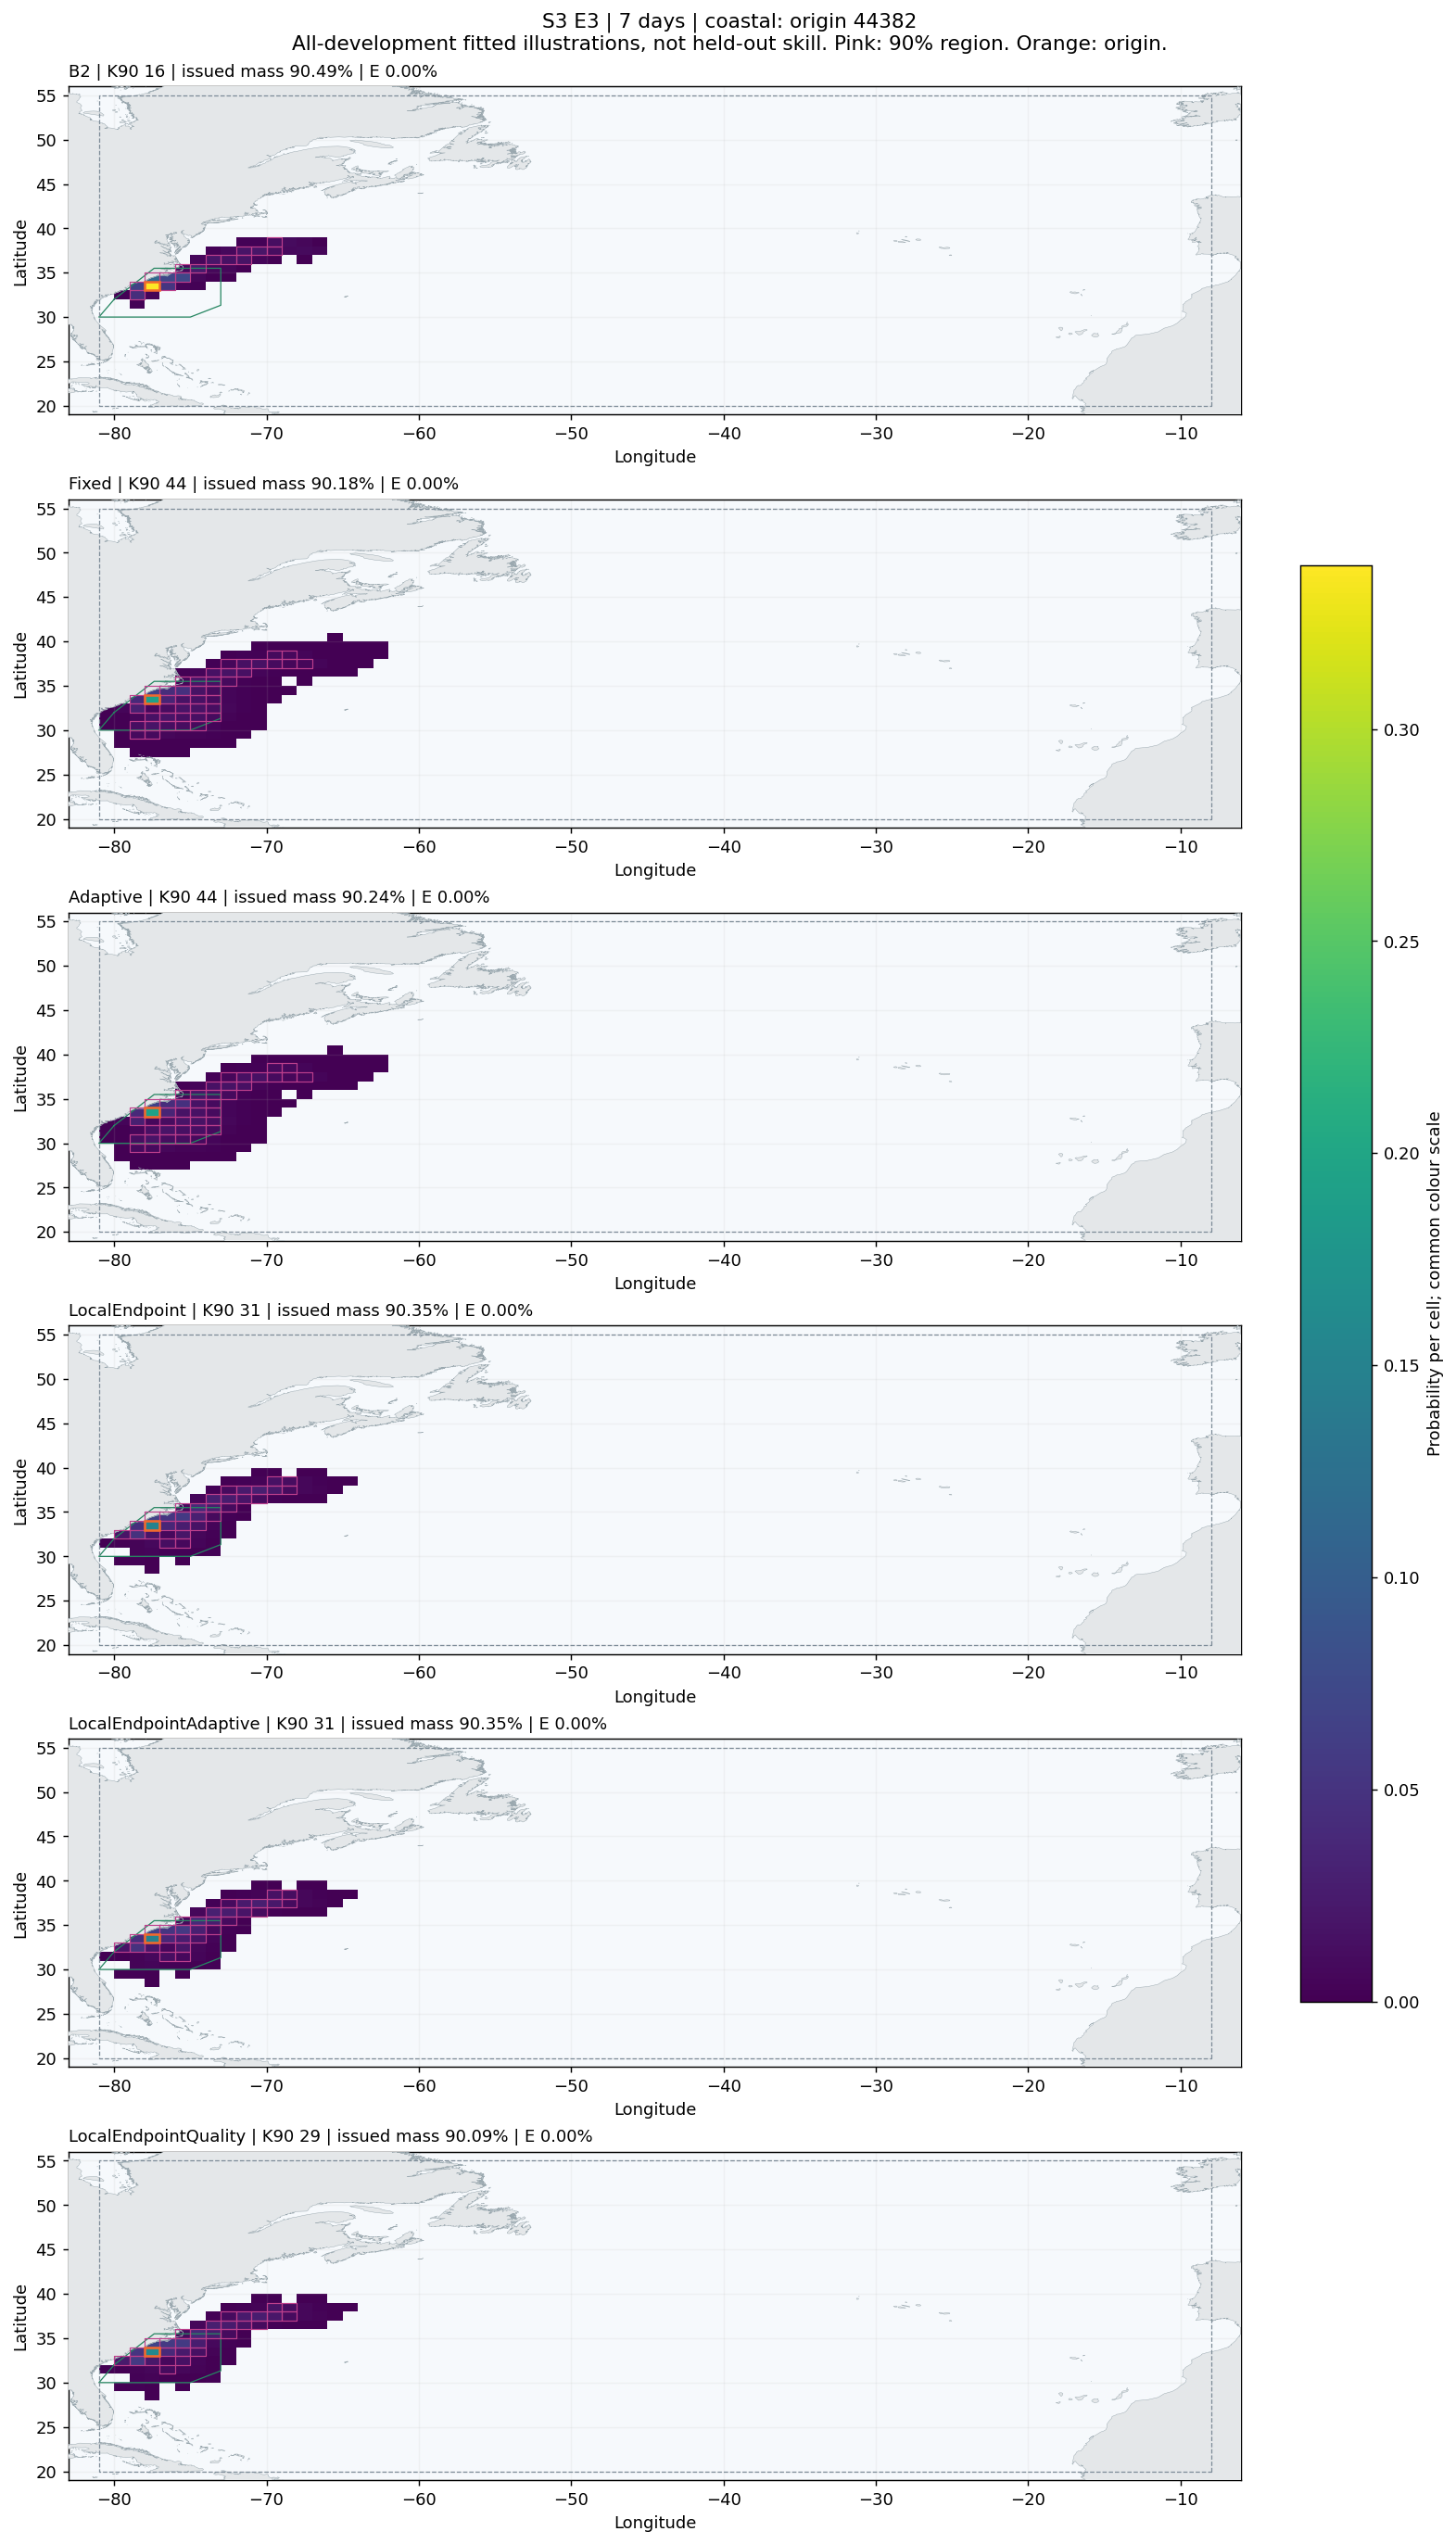 S3 E3 | 7 days | coastal: origin 44382
All-development fitted illustrations, not held-out skill. Pink: 90% region. Orange: origin.
B2 | K90 16 | issued mass 90.49% | E 0.00%
55
50
45
40
35
30
25
20
Latitude
−80 −70 −60 −50 −40 −30 −20 −10
Longitude
Fixed | K90 44 | issued mass 90.18% | E 0.00%
55
50
45
40
35
30
25
20
Latitude
−80 −70 −60 −50 −40 −30 −20 −10
Longitude
Adaptive | K90 44 | issued mass 90.24% | E 0.00%
55
50
45
40
35
30
25
20
Latitude
−80 −70 −60 −50 −40 −30 −20 −10
Longitude
LocalEndpoint | K90 31 | issued mass 90.35% | E 0.00%
55
50
45
40
35
30
25
20
Latitude
−80 −70 −60 −50 −40 −30 −20 −10
Longitude
LocalEndpointAdaptive | K90 31 | issued mass 90.35% | E 0.00%
55
50
45
40
35
30
25
20
Latitude
−80 −70 −60 −50 −40 −30 −20 −10
Longitude
LocalEndpointQuality | K90 29 | issued mass 90.09% | E 0.00%
55
50
45
40
35
30
25
20
Latitude
−80 −70 −60 −50 −40 −30 −20 −10
Longitude
0.30
0.25
0.20
0.15
0.10
0.05
0.00
Probability per cell; common colour scale